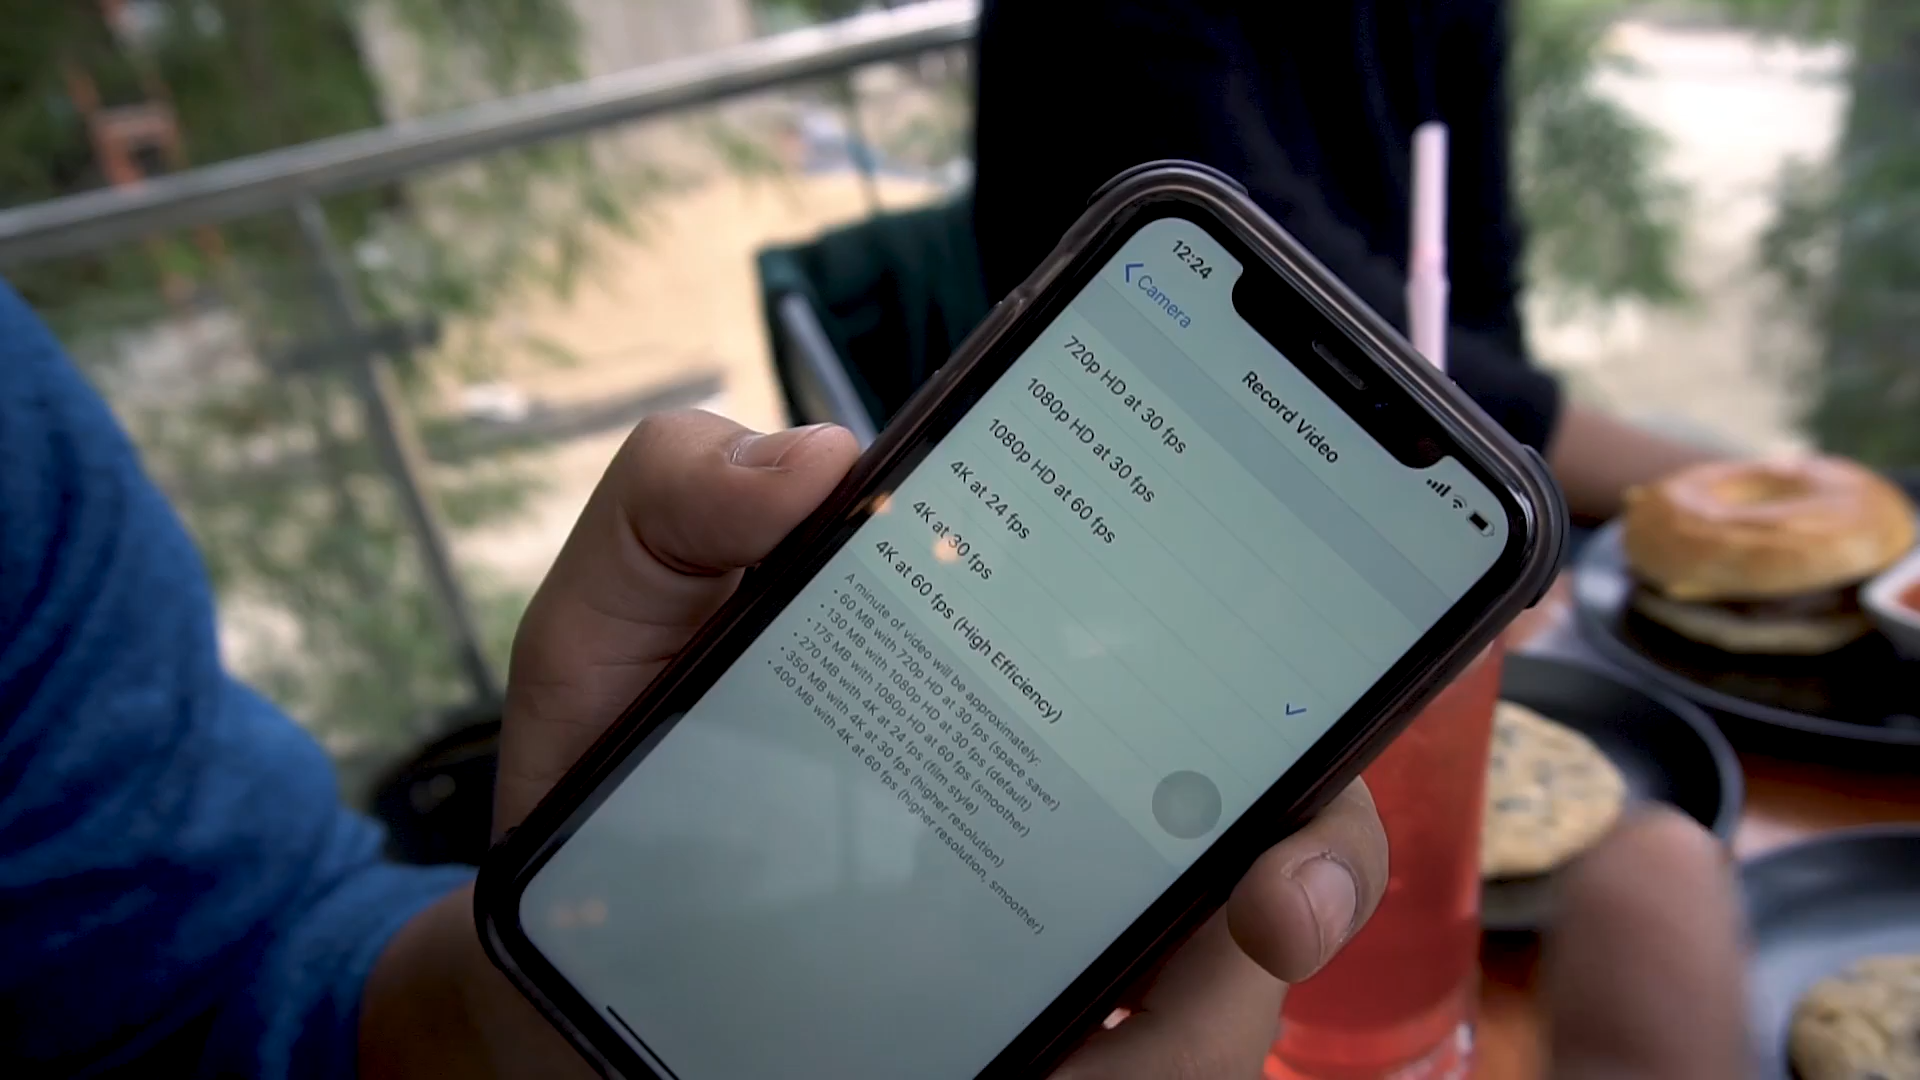 12:24
Camera
Record Video
720p HD at 30 fps
1080p HD at 30 fps
1080p HD at 60 fps
4K at 24 fps
4K at 30 fps
4K at 60 fps (High Efficiency)
A minute of video will be approximately:
• 60 MB with 720p HD at 30 fps (space saver)
• 130 MB with 1080p HD at 30 fps (default)
• 175 MB with 1080p HD at 60 fps (smoother)
• 270 MB with 4K at 24 fps (film style)
• 350 MB with 4K at 30 fps (higher resolution)
• 400 MB with 4K at 60 fps (higher resolution, smoother)